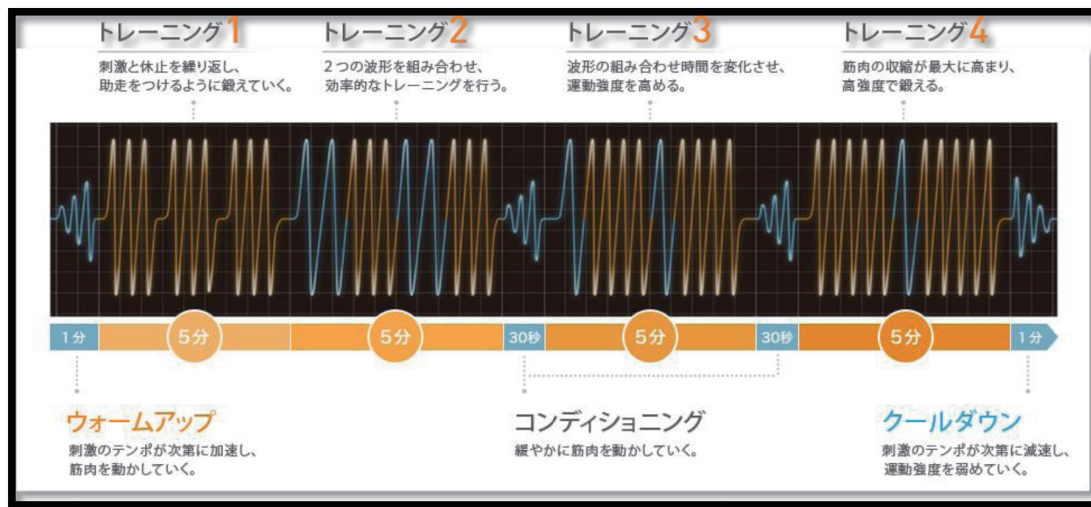 トレーニング1
刺激と休止を繰り返し、
助走をつけるように鍛えていく。
トレーニング2
２つの波形を組み合わせ、
効率的なトレーニングを行う。
トレーニング3
波形の組み合わせ時間を変化させ、
運動強度を高める。
トレーニング4
筋肉の収縮が最大に高まり、
高強度で鍛える。
1分
5分
5分
30秒
5分
30秒
5分
1分
ウォームアップ
刺激のテンポが次第に加速し、
筋肉を動かしていく。
コンディショニング
緩やかに筋肉を動かしていく。
クールダウン
刺激のテンポが次第に減速し、
運動強度を弱めていく。